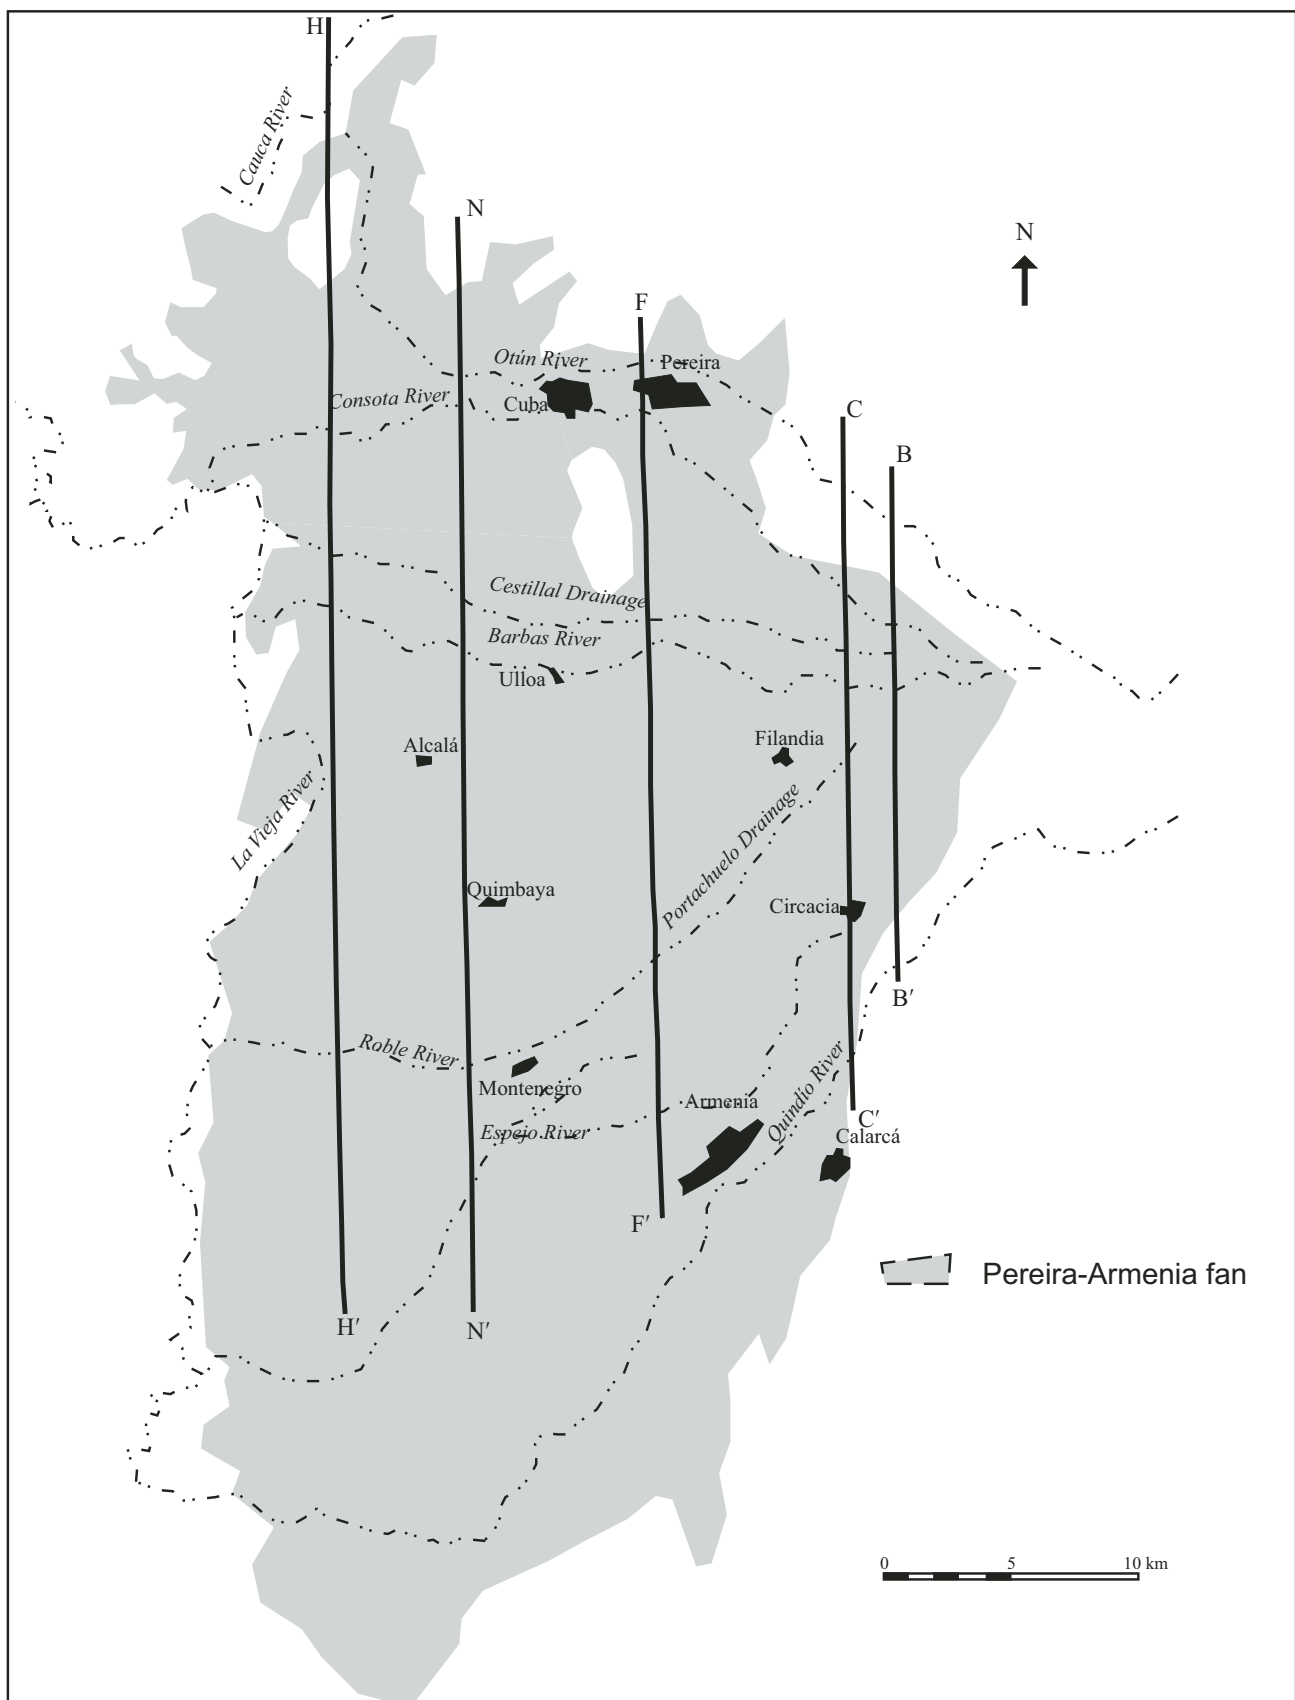 H
Cauca River
N
N
F
Otún River
Pereira
Consota River
Cuba
C
B
Cestillal Drainage
Barbas River
Ulloa
Alcalá
Filandia
La Vieja River
Portachuelo Drainage
Quimbaya
Circacia
B′
Roble River
Montenegro
Armenia
Quindío River
Espejo River
C′
Calarcá
F′
Pereira-Armenia fan
H′
N′
0 5 10 km